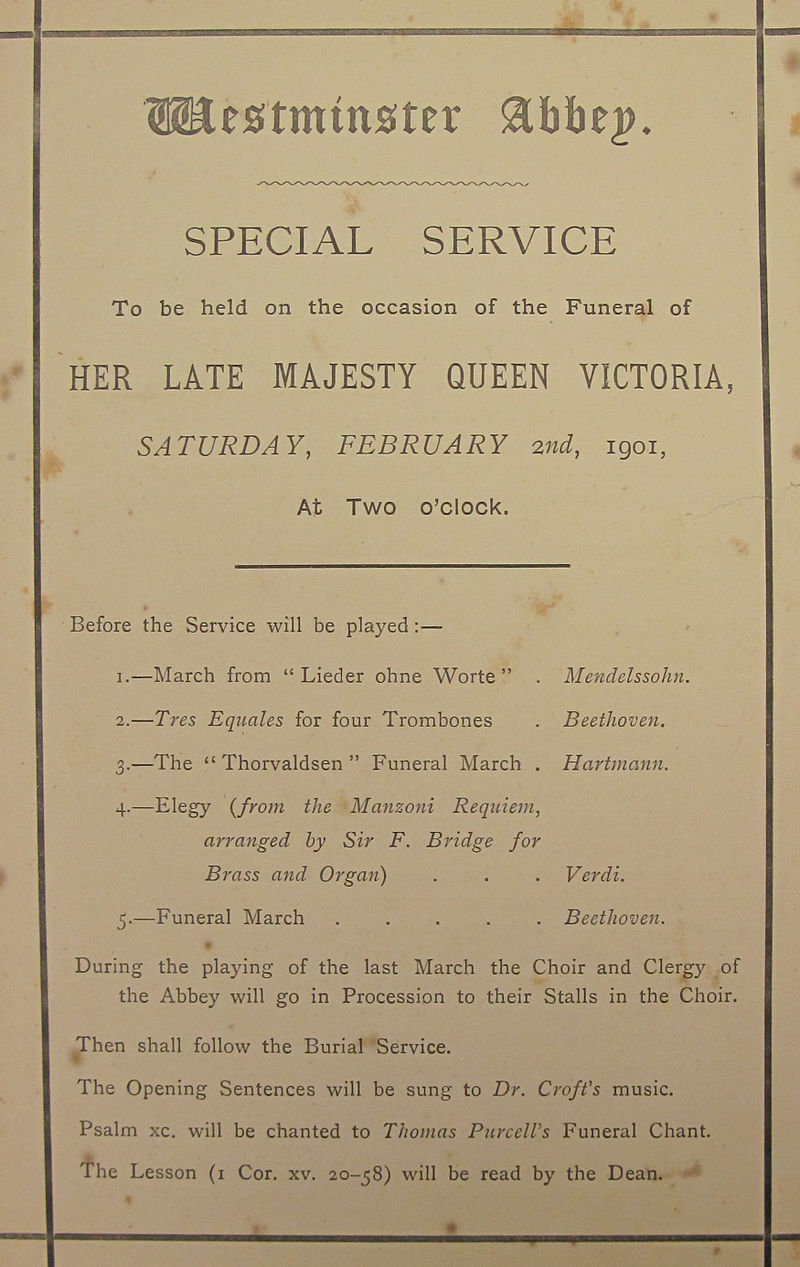 Westminster Abbey.
SPECIAL SERVICE
To be held on the occasion of the Funeral of
HER LATE MAJESTY QUEEN VICTORIA,
SATURDAY, FEBRUARY 2nd, 1901,
At Two o'clock.
Before the Service will be played:—
1.—March from “Lieder ohne Worte” . Mendelssohn.
2.—Tres Equales for four Trombones . Beethoven.
3.—The “Thorvaldsen” Funeral March . Hartmann.
4.—Elegy (from the Manzoni Requiem,
arranged by Sir F. Bridge for
Brass and Organ) . . . Verdi.
5.—Funeral March . . . . . Beethoven.
During the playing of the last March the Choir and Clergy of
the Abbey will go in Procession to their Stalls in the Choir.
Then shall follow the Burial Service.
The Opening Sentences will be sung to Dr. Croft's music.
Psalm xc. will be chanted to Thomas Purcell's Funeral Chant.
The Lesson (1 Cor. xv. 20–58) will be read by the Dean.